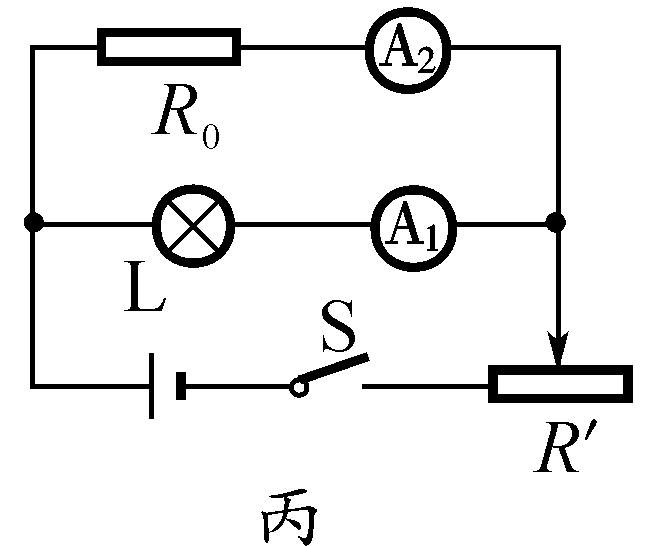 A₂
R₀
A₁
L
S
R′
丙